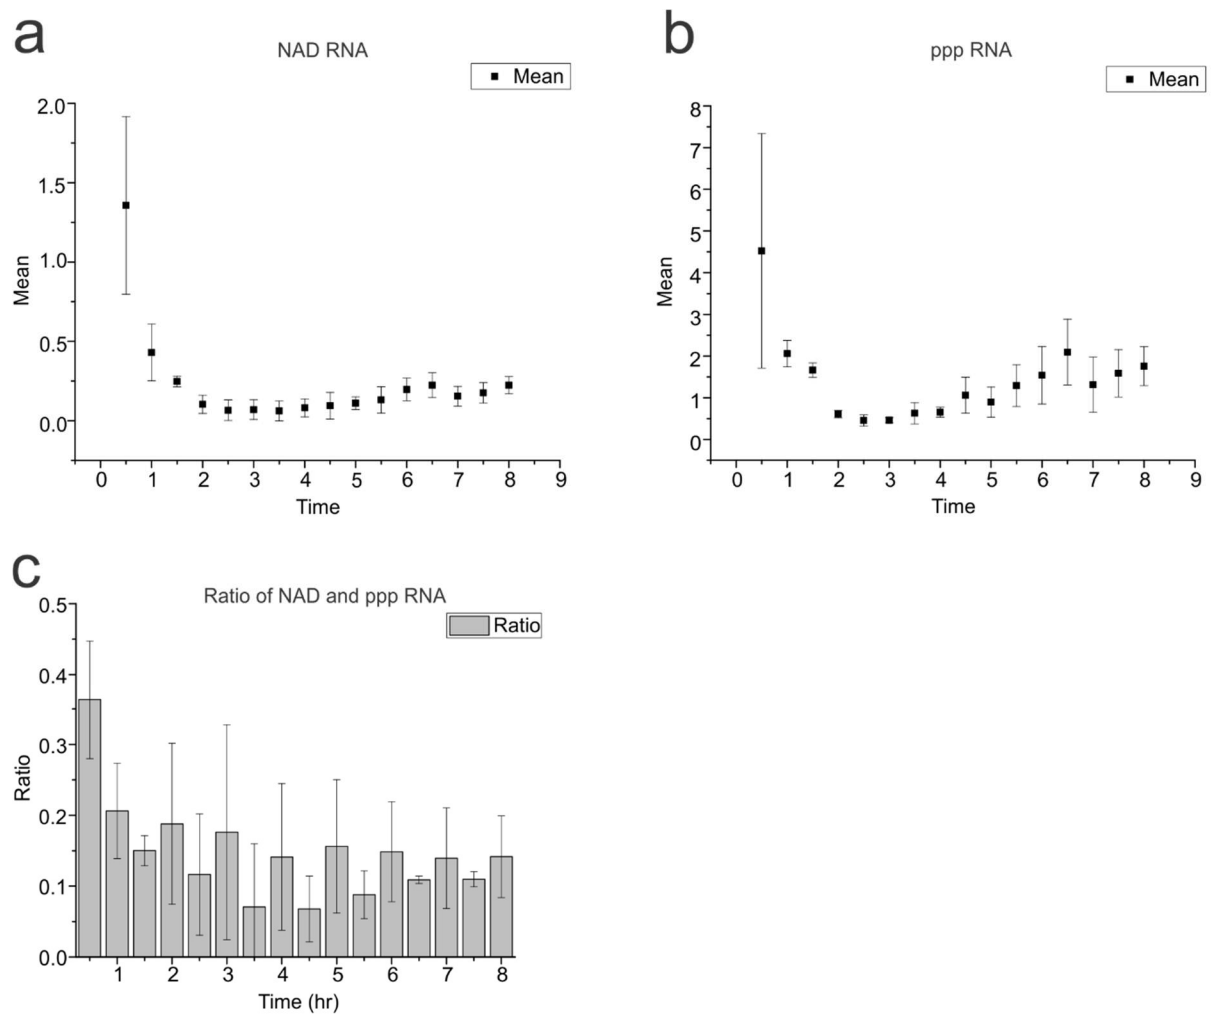 a
NAD RNA
Mean
2.0
1.5
1.0
0.5
0.0
Mean
0 1 2 3 4 5 6 7 8 9
Time
b
ppp RNA
Mean
8
7
6
5
4
3
2
1
0
Mean
0 1 2 3 4 5 6 7 8 9
Time
c
Ratio of NAD and ppp RNA
Ratio
0.5
0.4
0.3
0.2
0.1
0.0
Ratio
1 2 3 4 5 6 7 8
Time (hr)